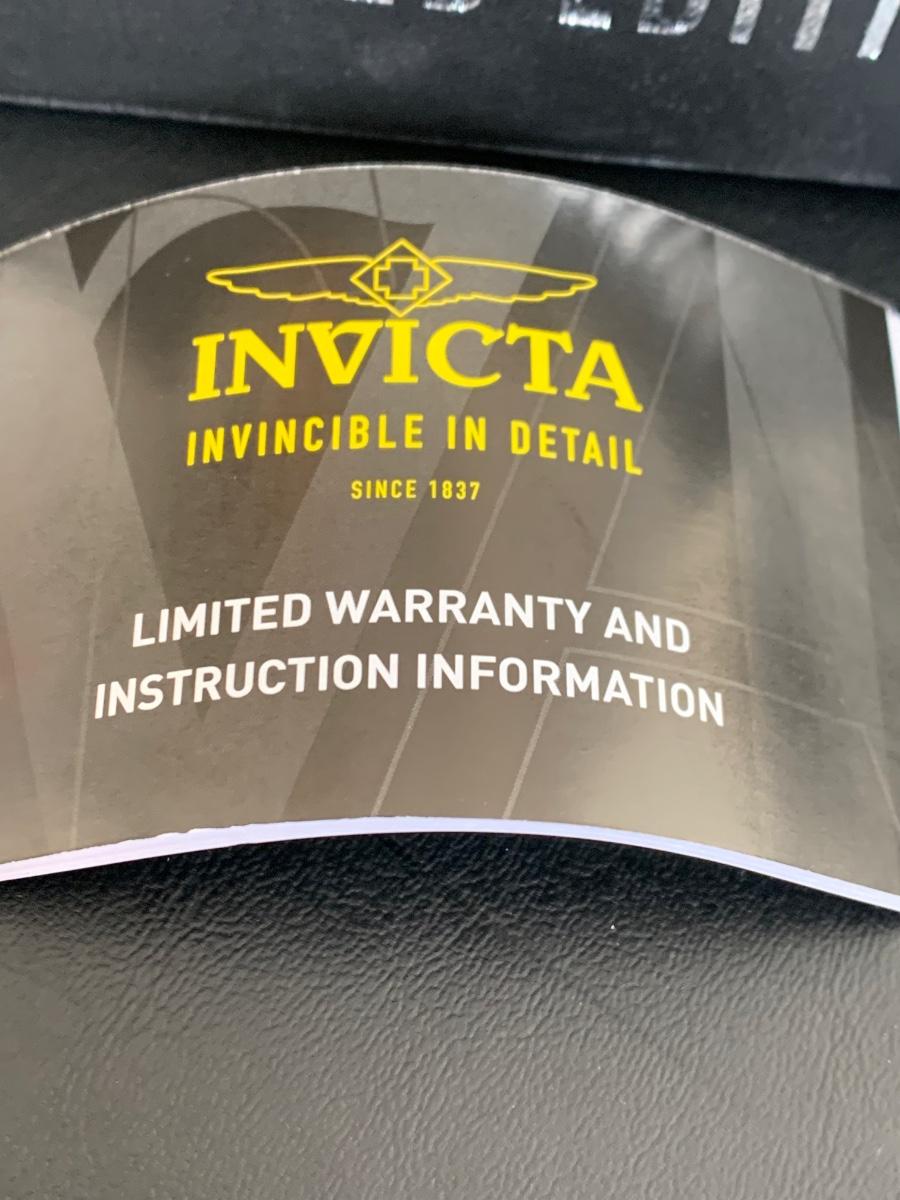 INVICTA
INVINCIBLE IN DETAIL
SINCE 1837
LIMITED WARRANTY AND
INSTRUCTION INFORMATION